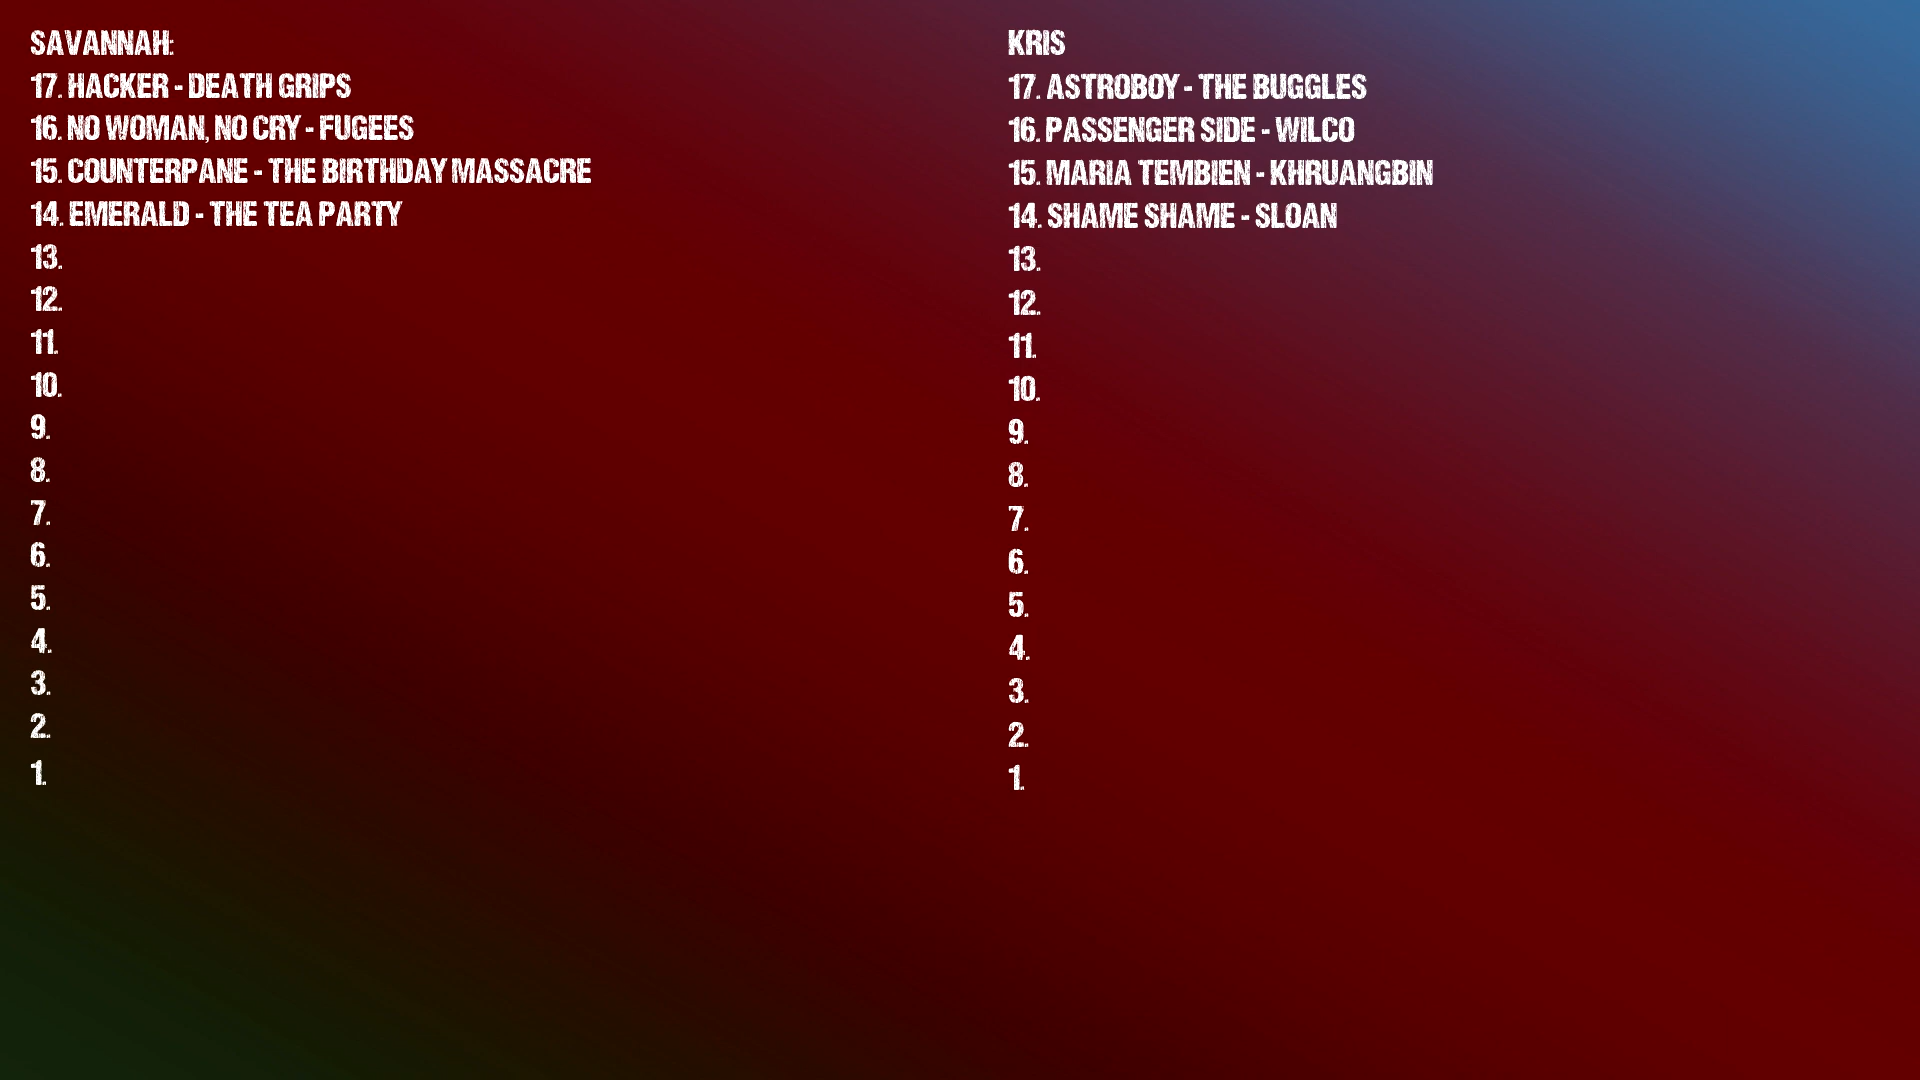 SAVANNAH:
17. HACKER - DEATH GRIPS
16. NO WOMAN, NO CRY - FUGEES
15. COUNTERPANE - THE BIRTHDAY MASSACRE
14. EMERALD - THE TEA PARTY
13.
12.
11.
10.
9.
8.
7.
6.
5.
4.
3.
2.
1.
KRIS
17. ASTROBOY - THE BUGGLES
16. PASSENGER SIDE - WILCO
15. MARIA TEMBIEN - KHRUANGBIN
14. SHAME SHAME - SLOAN
13.
12.
11.
10.
9.
8.
7.
6.
5.
4.
3.
2.
1.